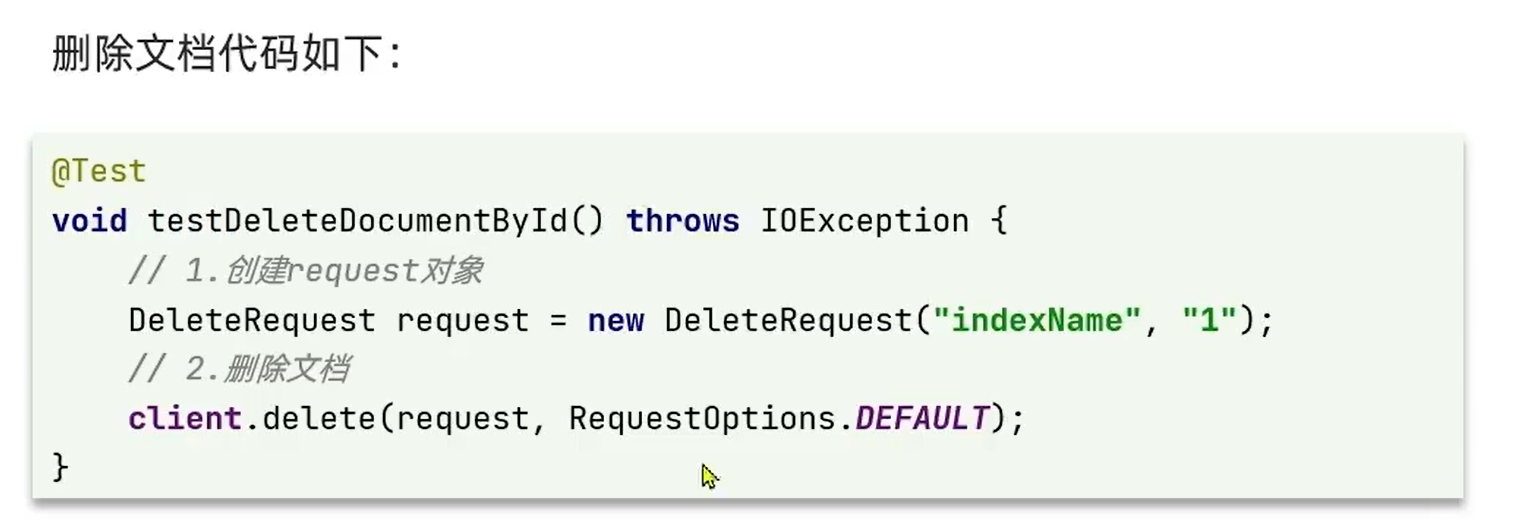 删除文档代码如下：
@Test
void testDeleteDocumentById() throws IOException {
    // 1.创建request对象
    DeleteRequest request = new DeleteRequest("indexName", "1");
    // 2.删除文档
    client.delete(request, RequestOptions.DEFAULT);
}